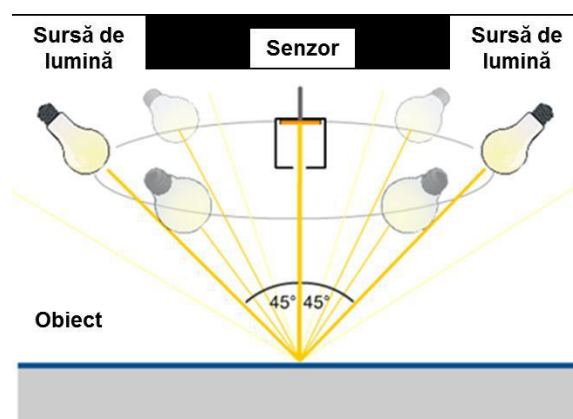 Sursă de
lumină
Senzor
Sursă de
lumină
45° 45°
Obiect